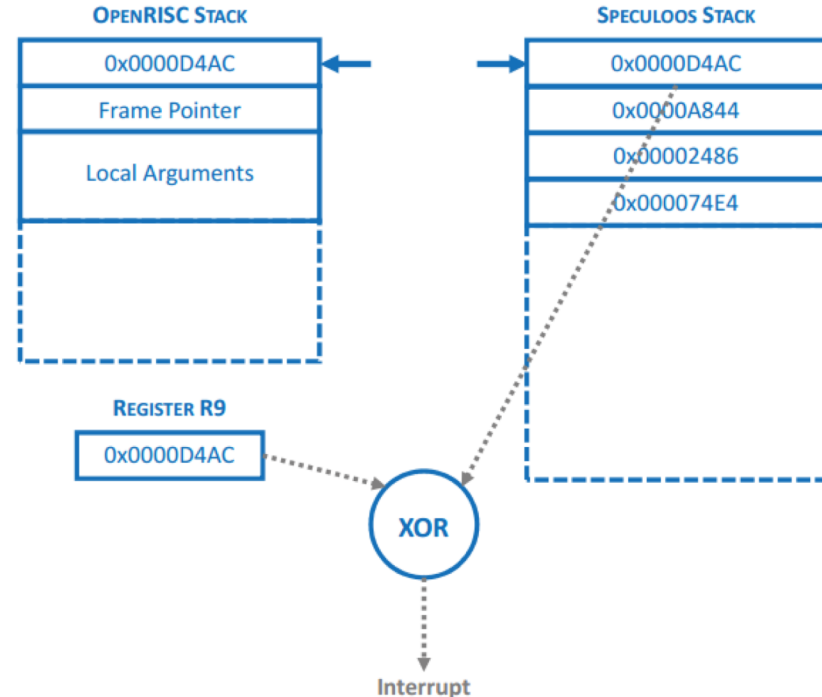 OPENRISC STACK
0x0000D4AC
Frame Pointer
Local Arguments
SPECULOOS STACK
0x0000D4AC
0x0000A844
0x00002486
0x000074E4
REGISTER R9
0x0000D4AC
XOR
Interrupt